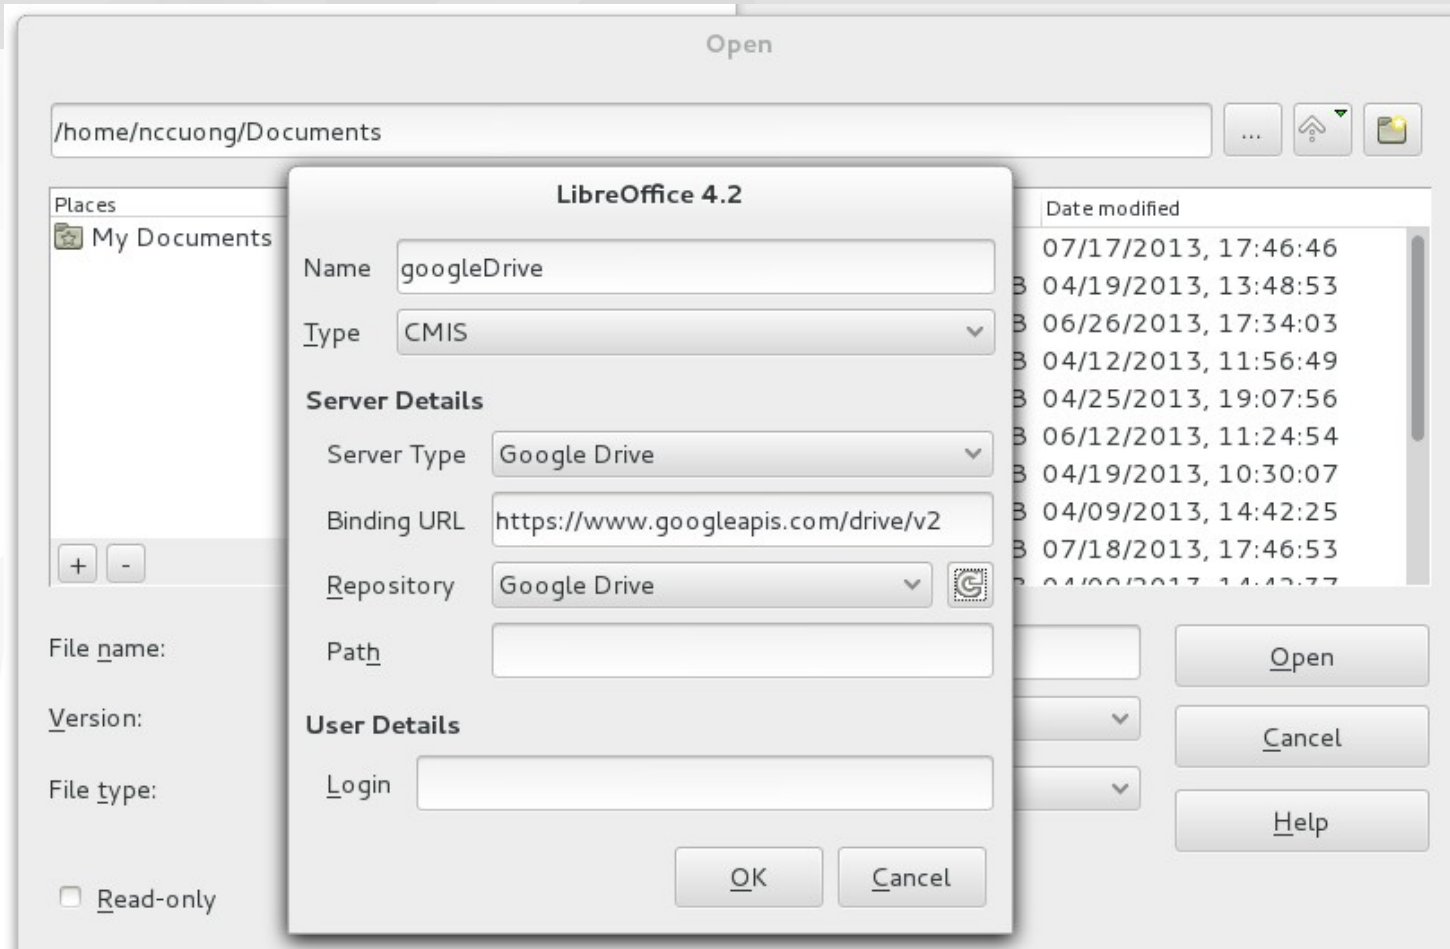 Open
/home/nccuong/Documents
...
LibreOffice 4.2
Places
My Documents
+
-
Date modified
07/17/2013, 17:46:46
B 04/19/2013, 13:48:53
B 06/26/2013, 17:34:03
B 04/12/2013, 11:56:49
B 04/25/2013, 19:07:56
B 06/12/2013, 11:24:54
B 04/19/2013, 10:30:07
B 04/09/2013, 14:42:25
B 07/18/2013, 17:46:53
Name googleDrive
Type CMIS
Server Details
Server Type Google Drive
Binding URL https://www.googleapis.com/drive/v2
Repository Google Drive
Path
User Details
Login
OK Cancel
File name:
Version:
File type:
Read-only
Open
Cancel
Help